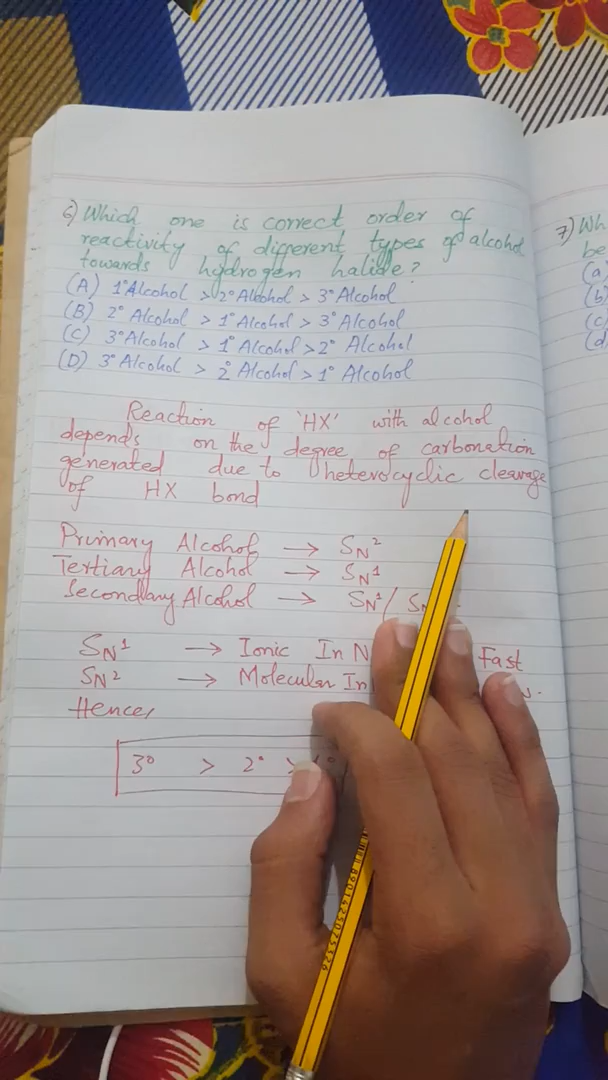 6) Which one is correct order of
reactivity of different types of alcohol
towards hydrogen halide?
(A) 1° Alcohol > 2° Alcohol > 3° Alcohol
(B) 2° Alcohol > 1° Alcohol > 3° Alcohol
(C) 3° Alcohol > 1° Alcohol > 2° Alcohol
(D) 3° Alcohol > 2° Alcohol > 1° Alcohol
Reaction of 'HX' with alcohol
depends on the degree of carbonation
generated due to heterocyclic cleavage
of HX bond
Primary Alcohol → SN2
Tertiary Alcohol → SN1
Secondary Alcohol → SN1 /
SN1 → Ionic In Fast
SN2 → Molecular In
Hence,
3° > 2° > 1°
7) Wh
be
(a)
(b)
(c)
(d)
8901425025326